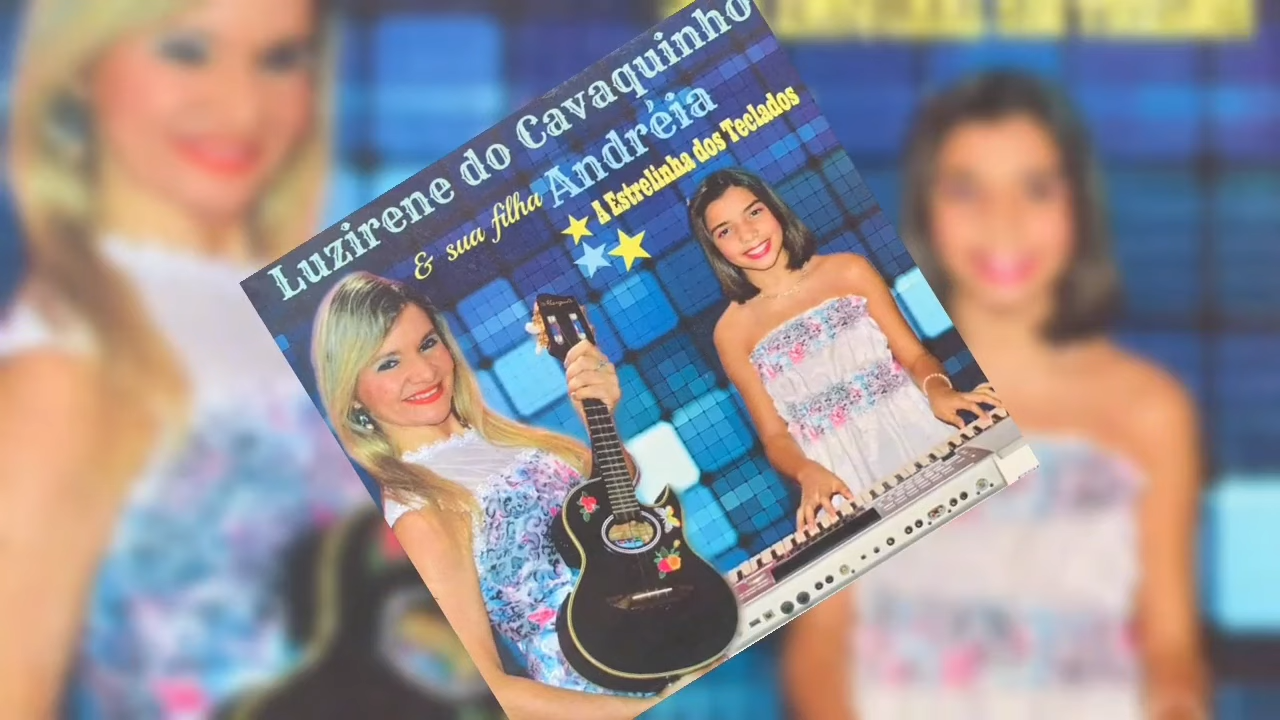 Luzirene do Cavaquinho
& sua filha Andréia
A Estrelinha dos Teclados